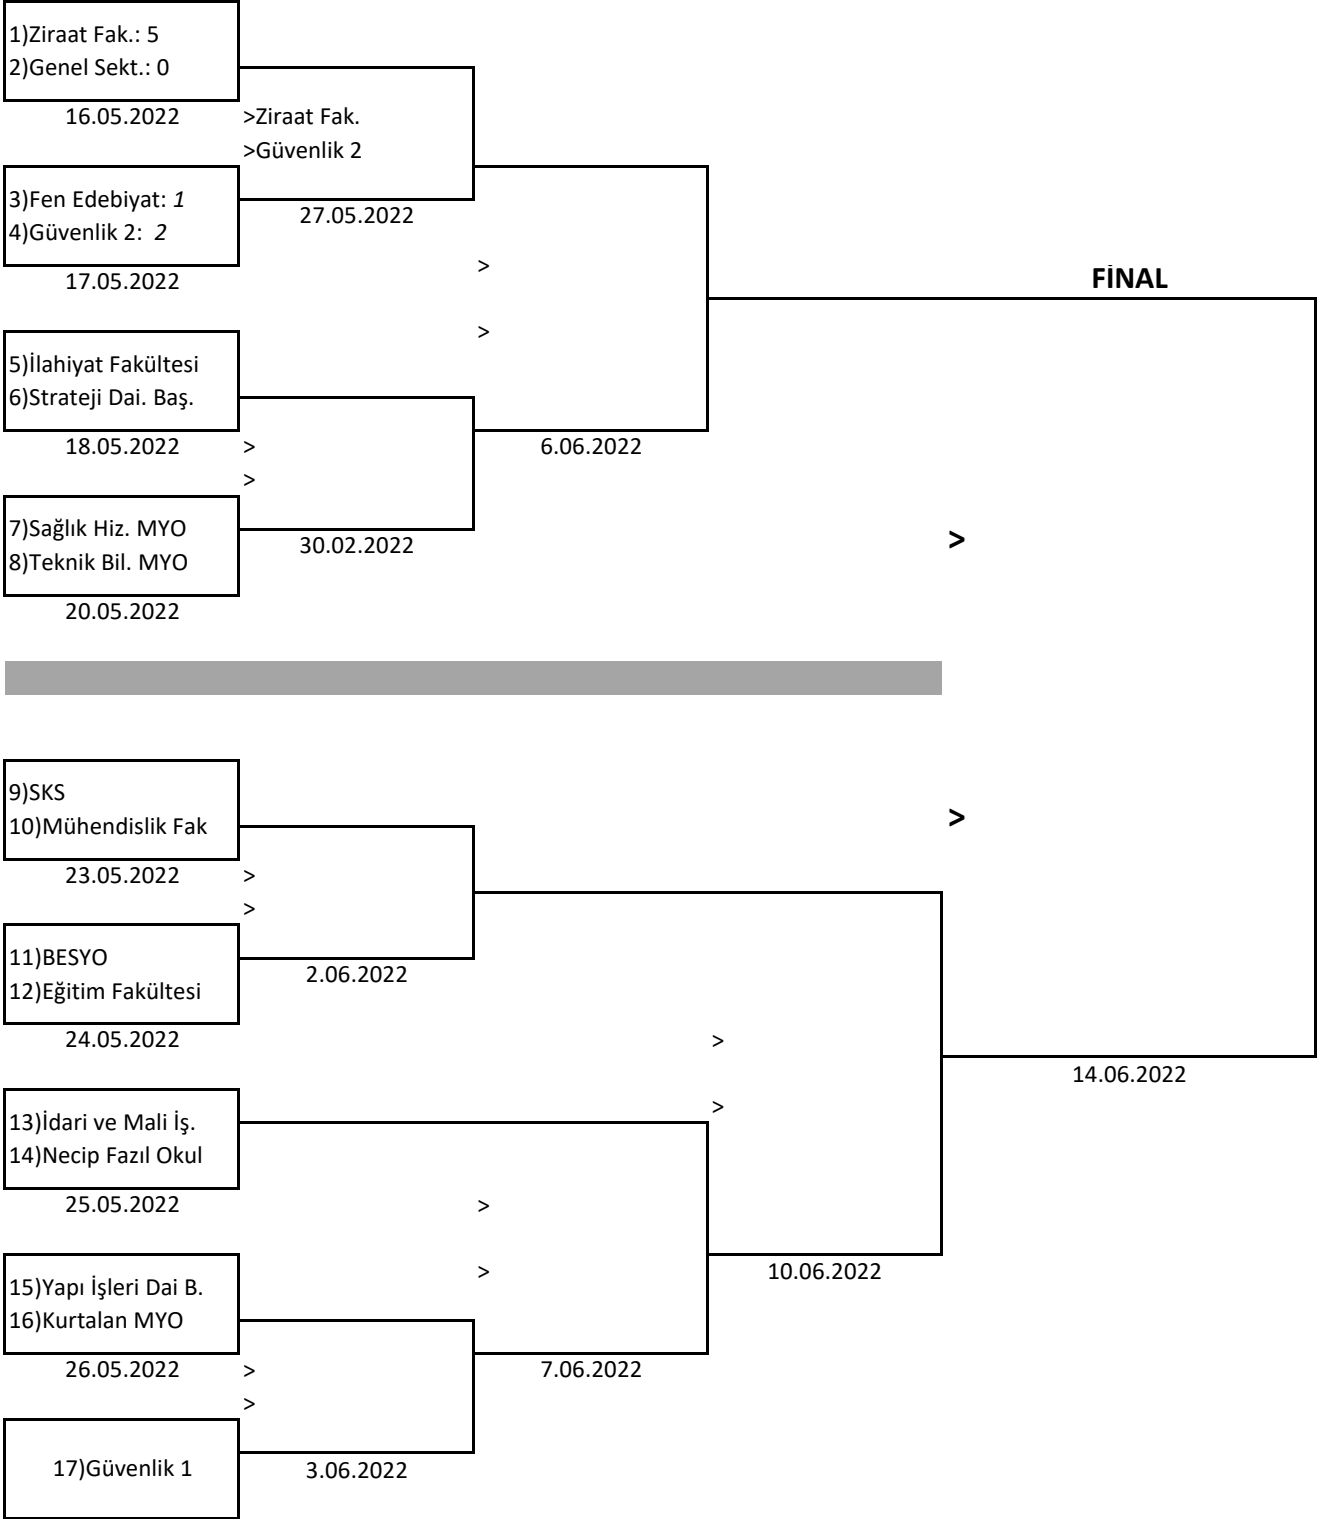 1)Ziraat Fak.: 5
2)Genel Sekt.: 0
16.05.2022
>Ziraat Fak.
>Güvenlik 2
3)Fen Edebiyat: 1
4)Güvenlik 2: 2
27.05.2022
17.05.2022
>
FİNAL
>
5)İlahiyat Fakültesi
6)Strateji Dai. Baş.
18.05.2022
>
6.06.2022
>
7)Sağlık Hiz. MYO
8)Teknik Bil. MYO
30.02.2022
>
20.05.2022
9)SKS
10)Mühendislik Fak
>
23.05.2022
>
>
11)BESYO
12)Eğitim Fakültesi
2.06.2022
24.05.2022
>
14.06.2022
>
13)İdari ve Mali İş.
14)Necip Fazıl Okul
25.05.2022
>
>
10.06.2022
15)Yapı İşleri Dai B.
16)Kurtalan MYO
26.05.2022
>
7.06.2022
>
17)Güvenlik 1
3.06.2022